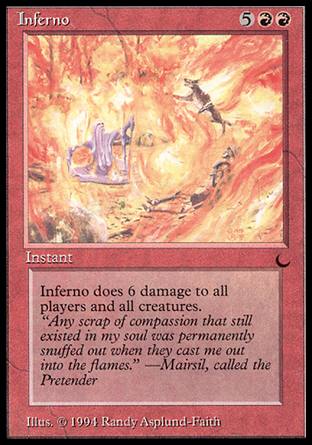 Inferno 5
Instant
Inferno does 6 damage to all
players and all creatures.
“Any scrap of compassion that still
existed in my soul was permanently
snuffed out when they cast me out
into the flames.” —Mairsil, called the
Pretender
Illus. © 1994 Randy Asplund-Faith